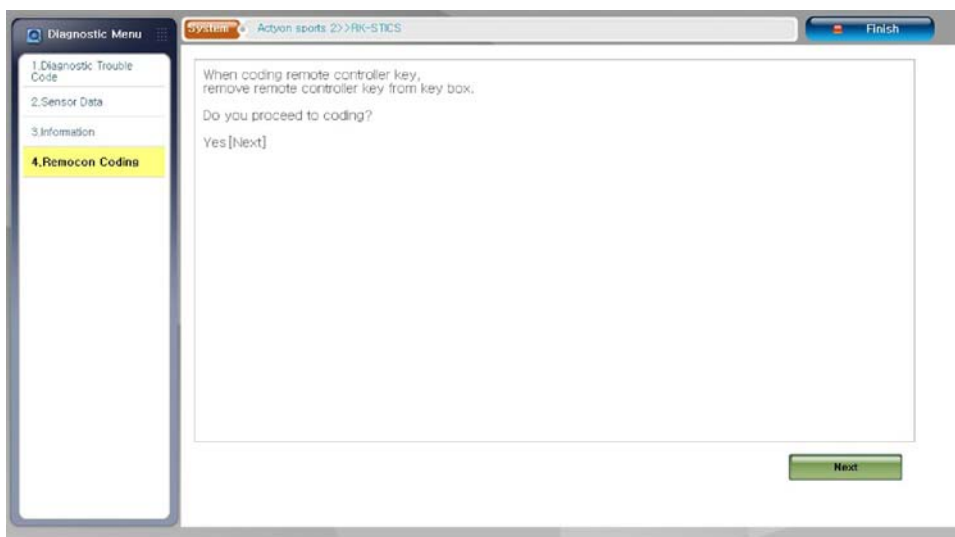 Diagnostic Menu
System
Actyon sports 2>>RK-STICS
Finish
1.Diagnostic Trouble
Code
2.Sensor Data
3.Information
4.Remocon Coding
When coding remote controller key,
remove remote controller key from key box.
Do you proceed to coding?
Yes[Next]
Next